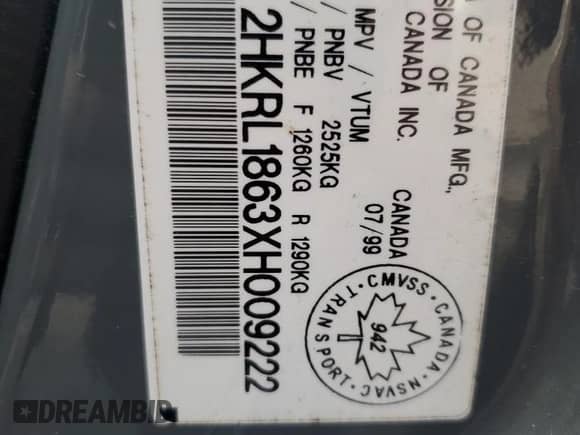 OF CANADA MFG.,
SION OF
CANADA INC.
CANADA
07/99
MPV / VTUM
/ PNBV 2525KG
/ PNBE F 1260KG R 1290KG
2HKRL1863XH009222
CMVSS · CANADA · NSVAC · TRANSPORT ·
942
DREAMBID